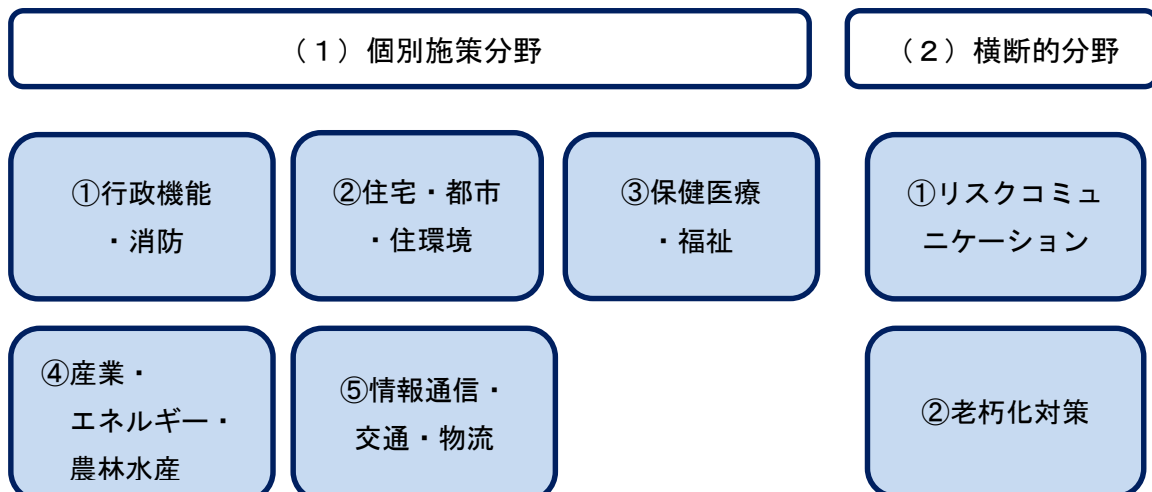 （１）個別施策分野
（２）横断的分野
①行政機能
・消防
②住宅・都市
・住環境
③保健医療
・福祉
①リスクコミュ
ニケーション
④産業・
エネルギー・
農林水産
⑤情報通信・
交通・物流
②老朽化対策